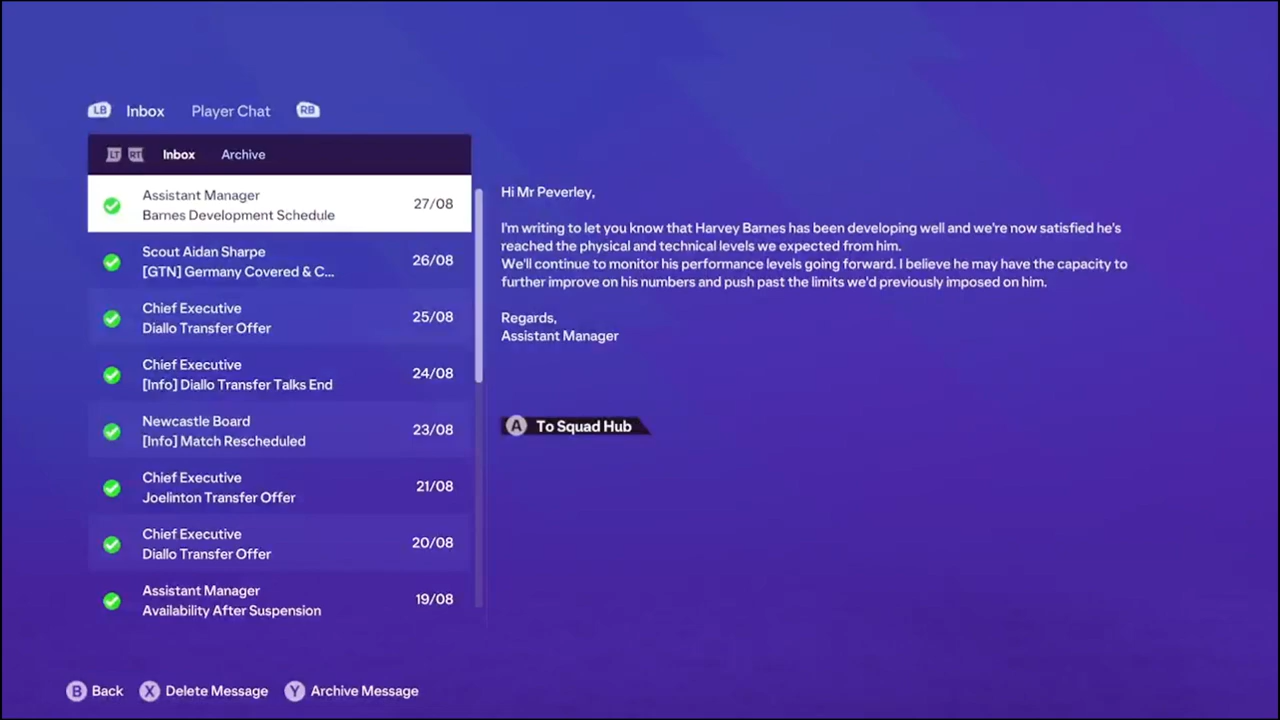 LB Inbox Player Chat RB
LT RT Inbox Archive
Assistant Manager
Barnes Development Schedule
27/08
Scout Aidan Sharpe
[GTN] Germany Covered & C...
26/08
Chief Executive
Diallo Transfer Offer
25/08
Chief Executive
[Info] Diallo Transfer Talks End
24/08
Newcastle Board
[Info] Match Rescheduled
23/08
Chief Executive
Joelinton Transfer Offer
21/08
Chief Executive
Diallo Transfer Offer
20/08
Assistant Manager
Availability After Suspension
19/08
Hi Mr Peverley,
I'm writing to let you know that Harvey Barnes has been developing well and we're now satisfied he's
reached the physical and technical levels we expected from him.
We'll continue to monitor his performance levels going forward. I believe he may have the capacity to
further improve on his numbers and push past the limits we'd previously imposed on him.
Regards,
Assistant Manager
A To Squad Hub
B Back X Delete Message Y Archive Message